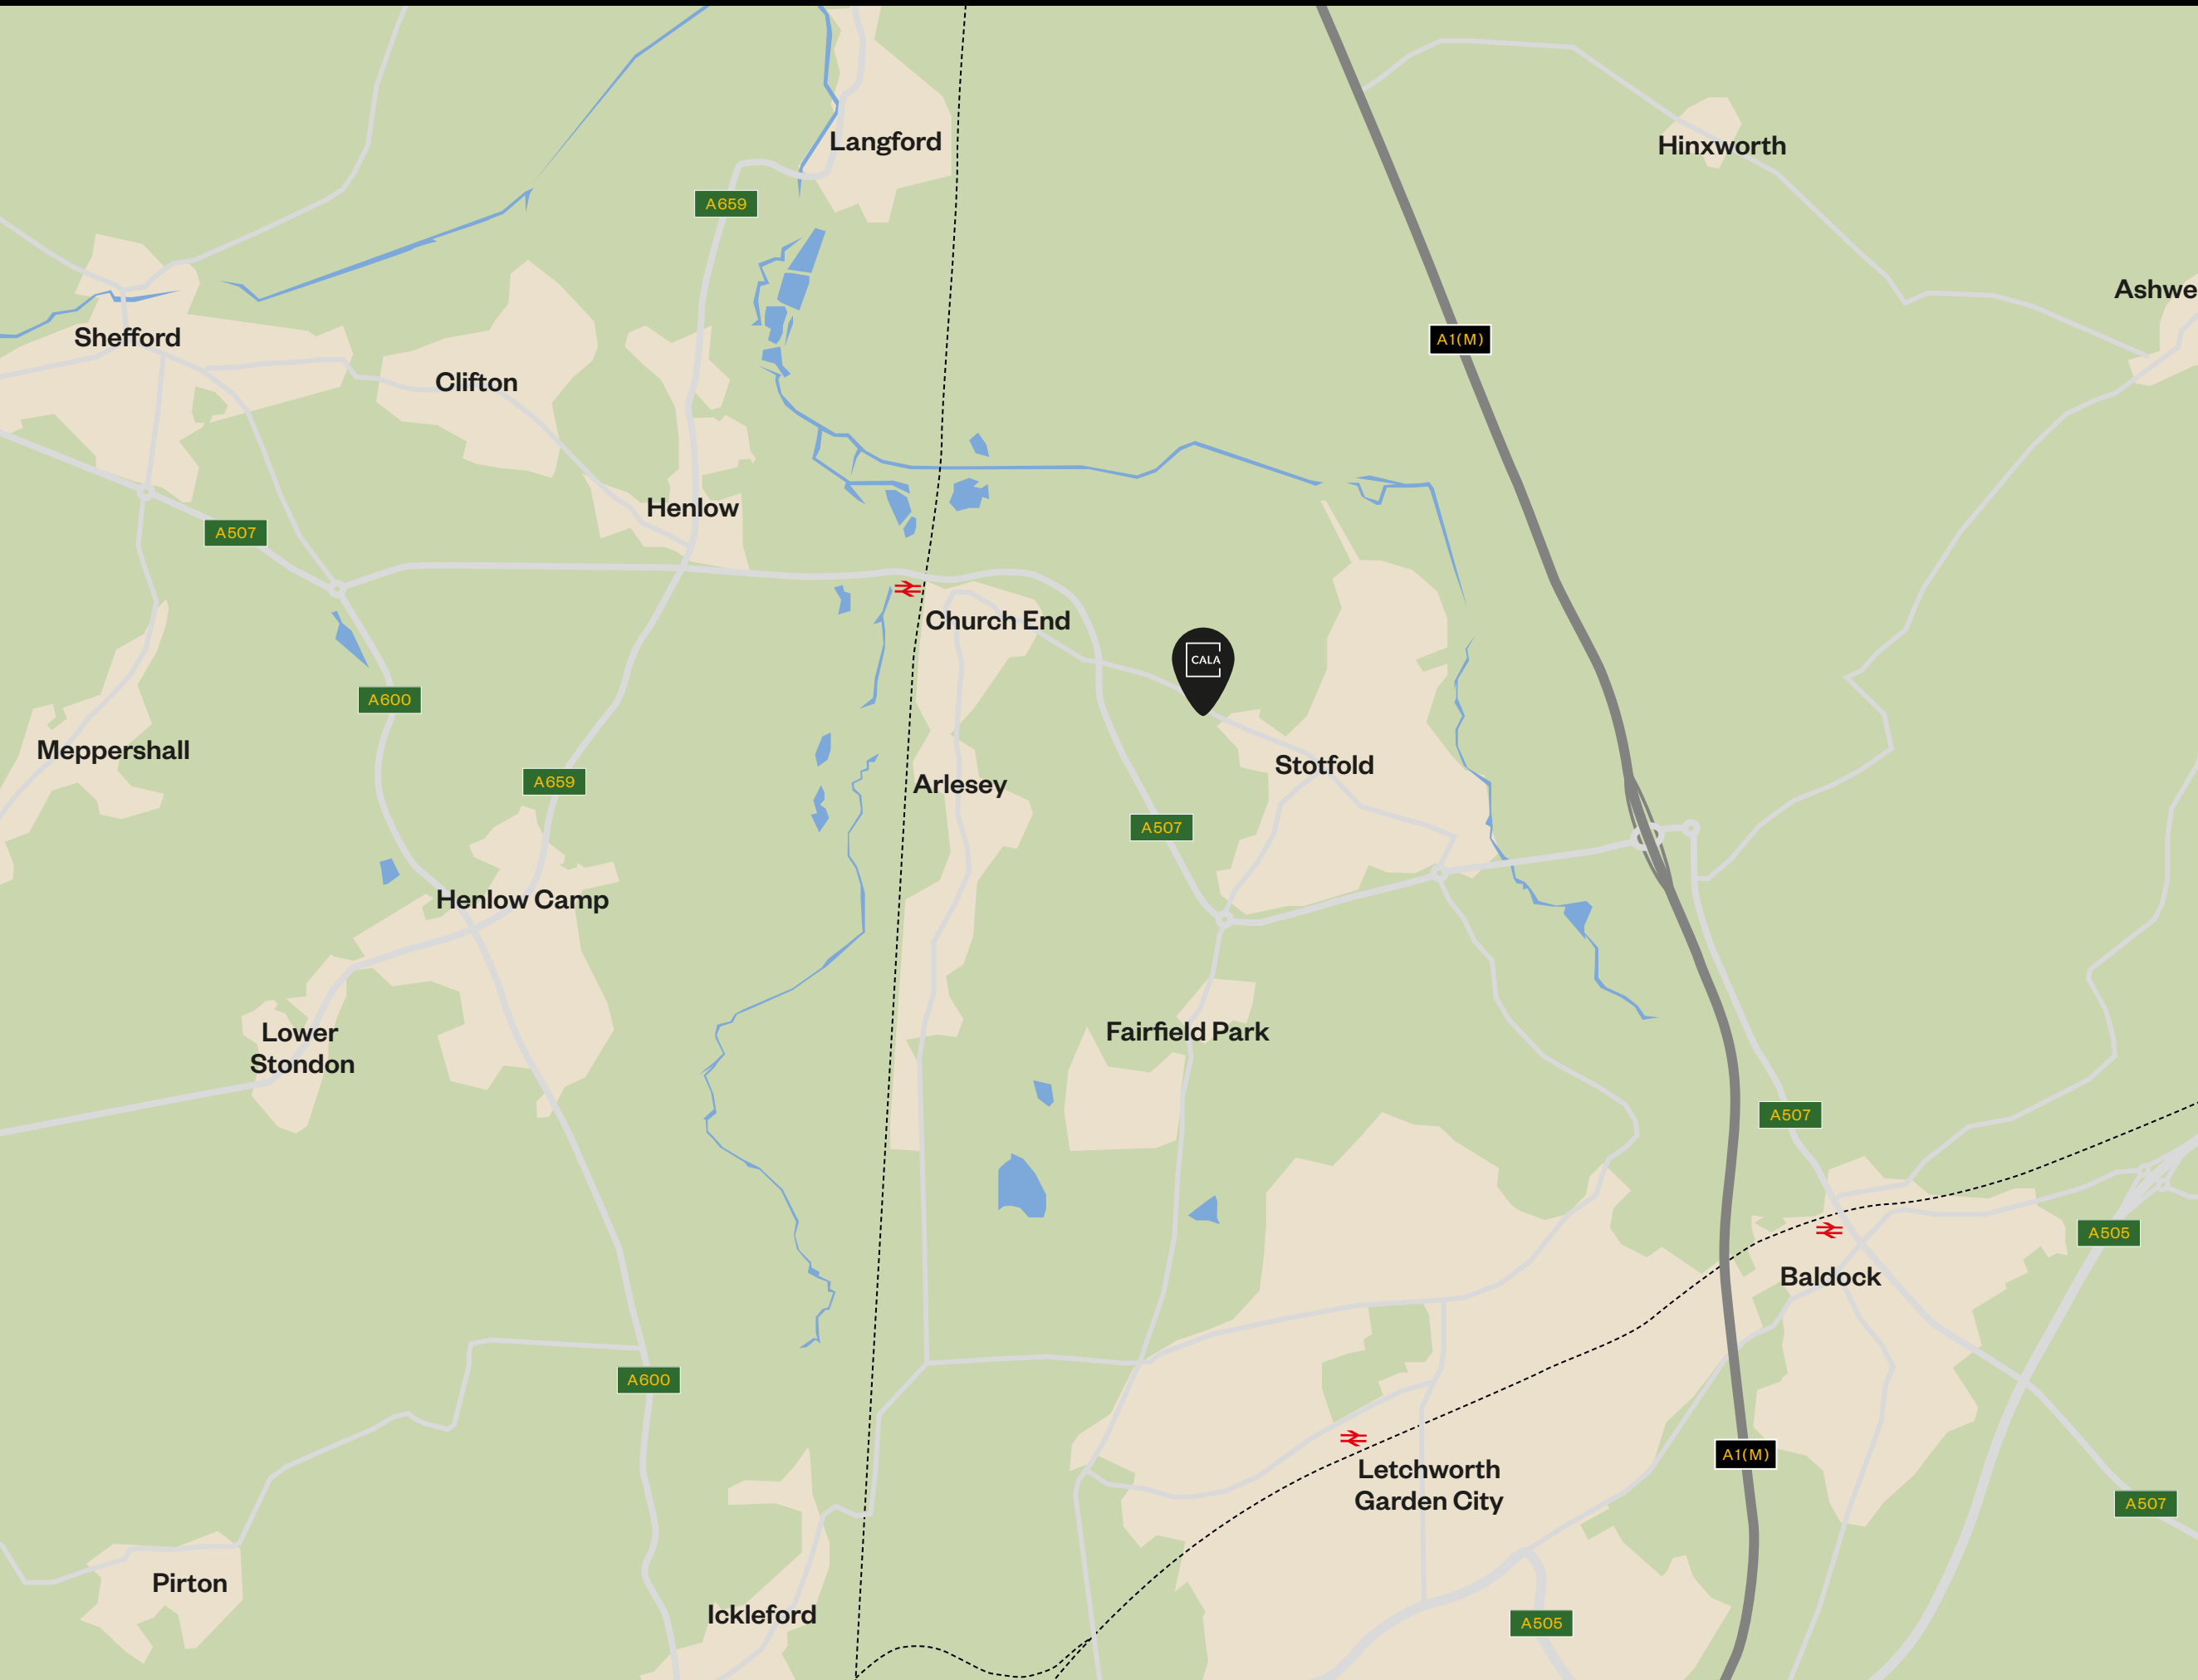 Langford
Hinxworth
A659
Ashwe
Shefford
A1(M)
Clifton
Henlow
A507
Church End
CALA
A600
Meppershall
Stotfold
A659
Arlesey
A507
Henlow Camp
Lower
Stondon
Fairfield Park
A507
A505
Baldock
A600
A1(M)
Letchworth
Garden City
A507
Pirton
Ickleford
A505